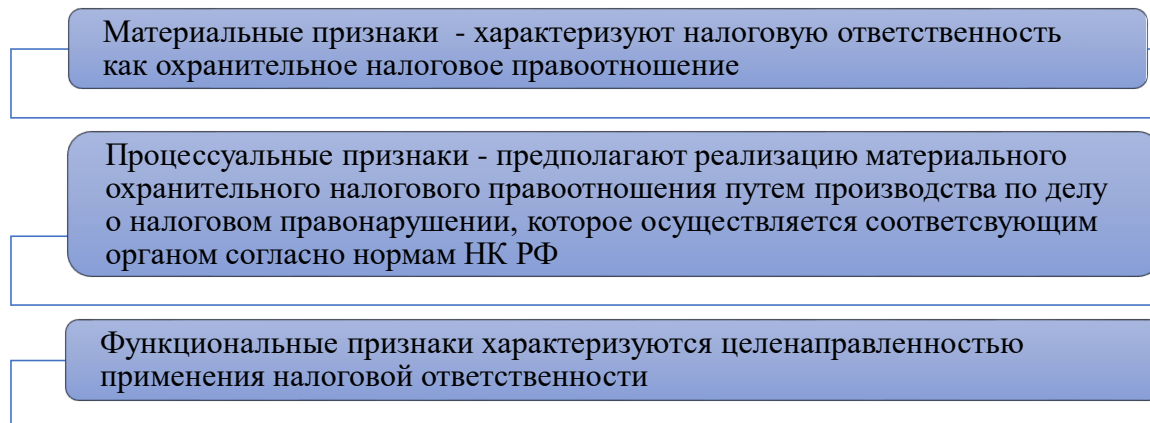 Материальные признаки - характеризуют налоговую ответственность
как охранительное налоговое правоотношение
Процессуальные признаки - предполагают реализацию материального
охранительного налогового правоотношения путем производства по делу
о налоговом правонарушении, которое осуществляется соответсвующим
органом согласно нормам НК РФ
Функциональные признаки характеризуются целенаправленностью
применения налоговой ответственности